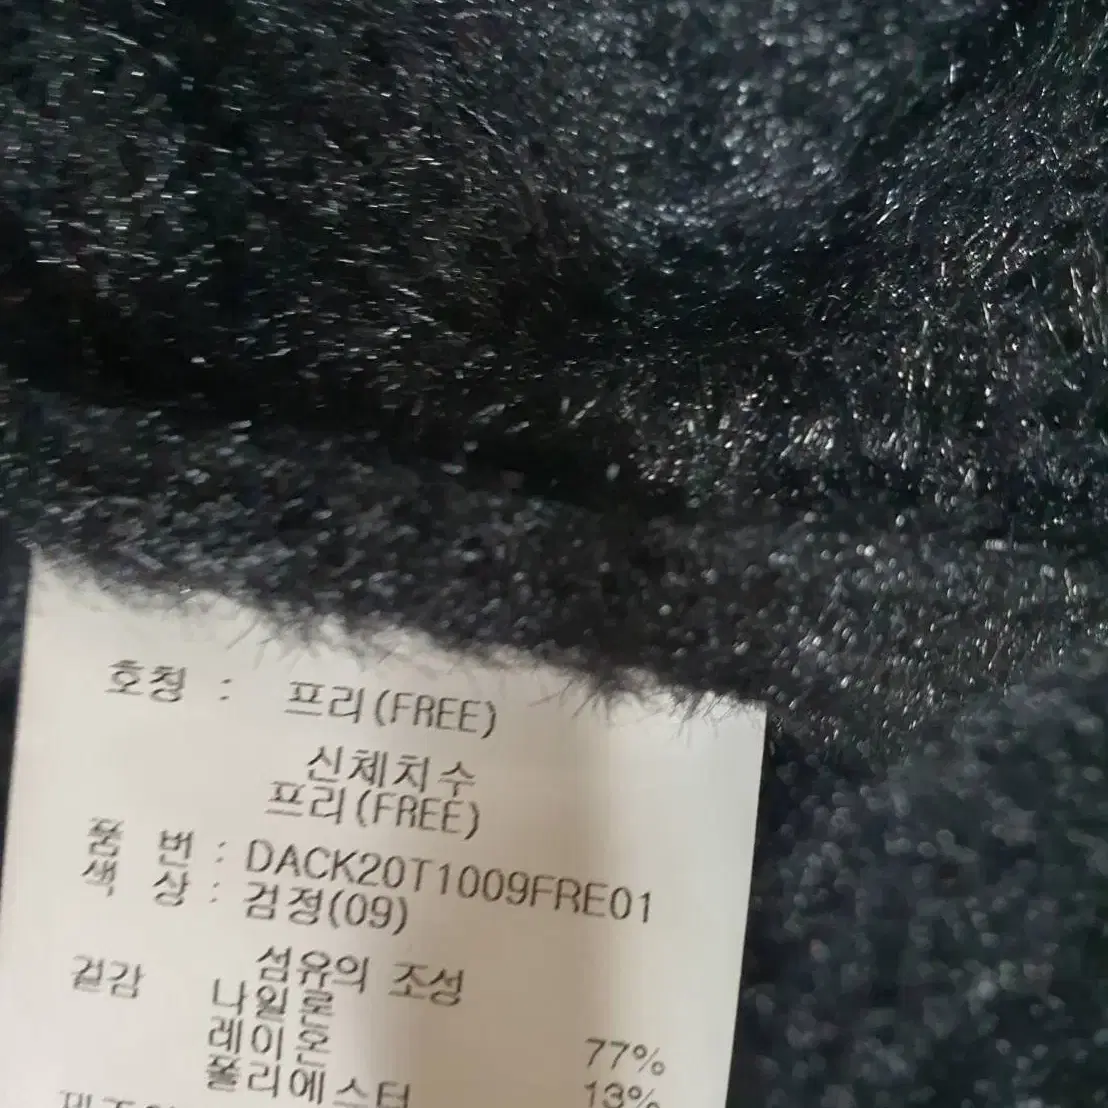 호칭 : 프리(FREE)
신체치수
프리(FREE)
품 번 : DACK20T1009FRE01
색 상 : 검정(09)
섬유의 조성
겉감 나일론 77%
레이온 13%
폴리에스터